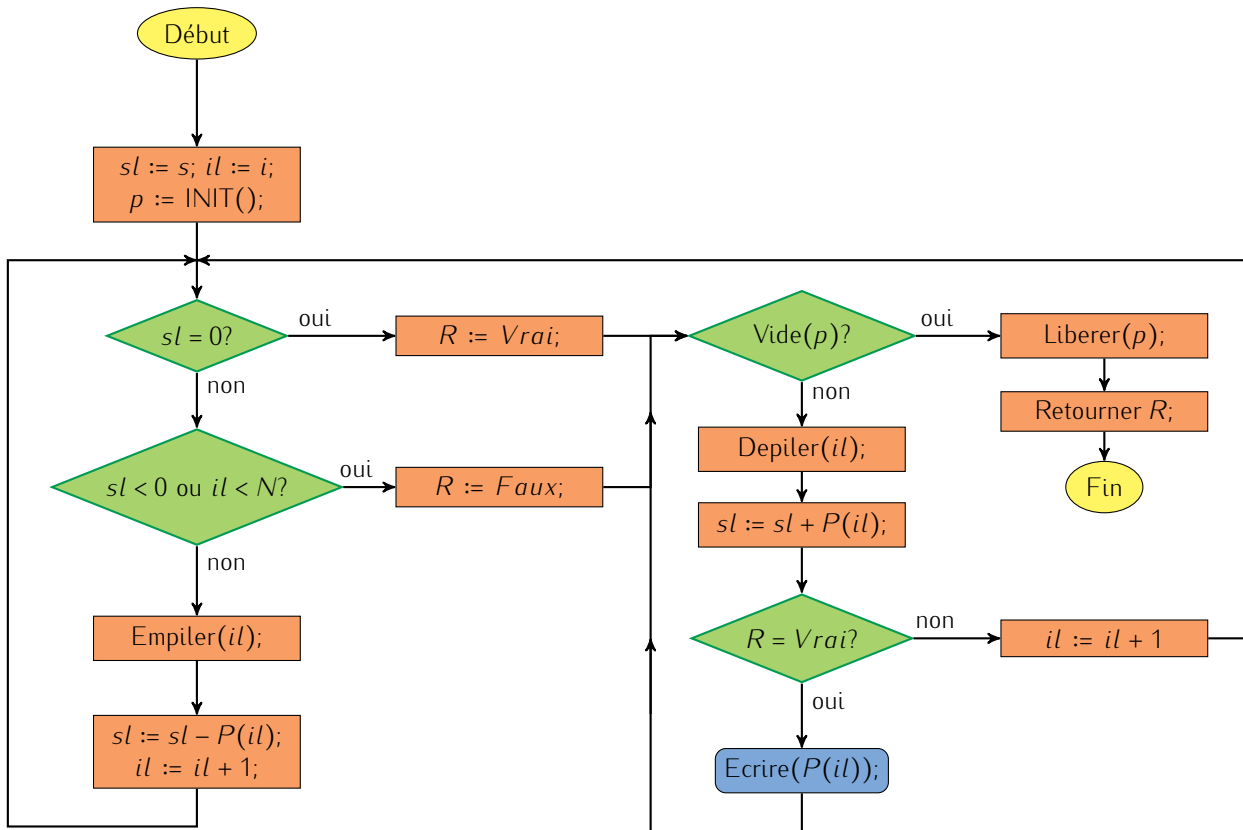 Début
sl := s; il := i;
p := INIT();
sl = 0?
oui
R := Vrai;
non
sl < 0 ou il < N?
oui
R := Faux;
non
Empiler(il);
sl := sl – P(il);
il := il + 1;
Vide(p)?
oui
Liberer(p);
Retourner R;
Fin
non
Depiler(il);
sl := sl + P(il);
R = Vrai?
non
il := il + 1
oui
Ecrire(P(il));